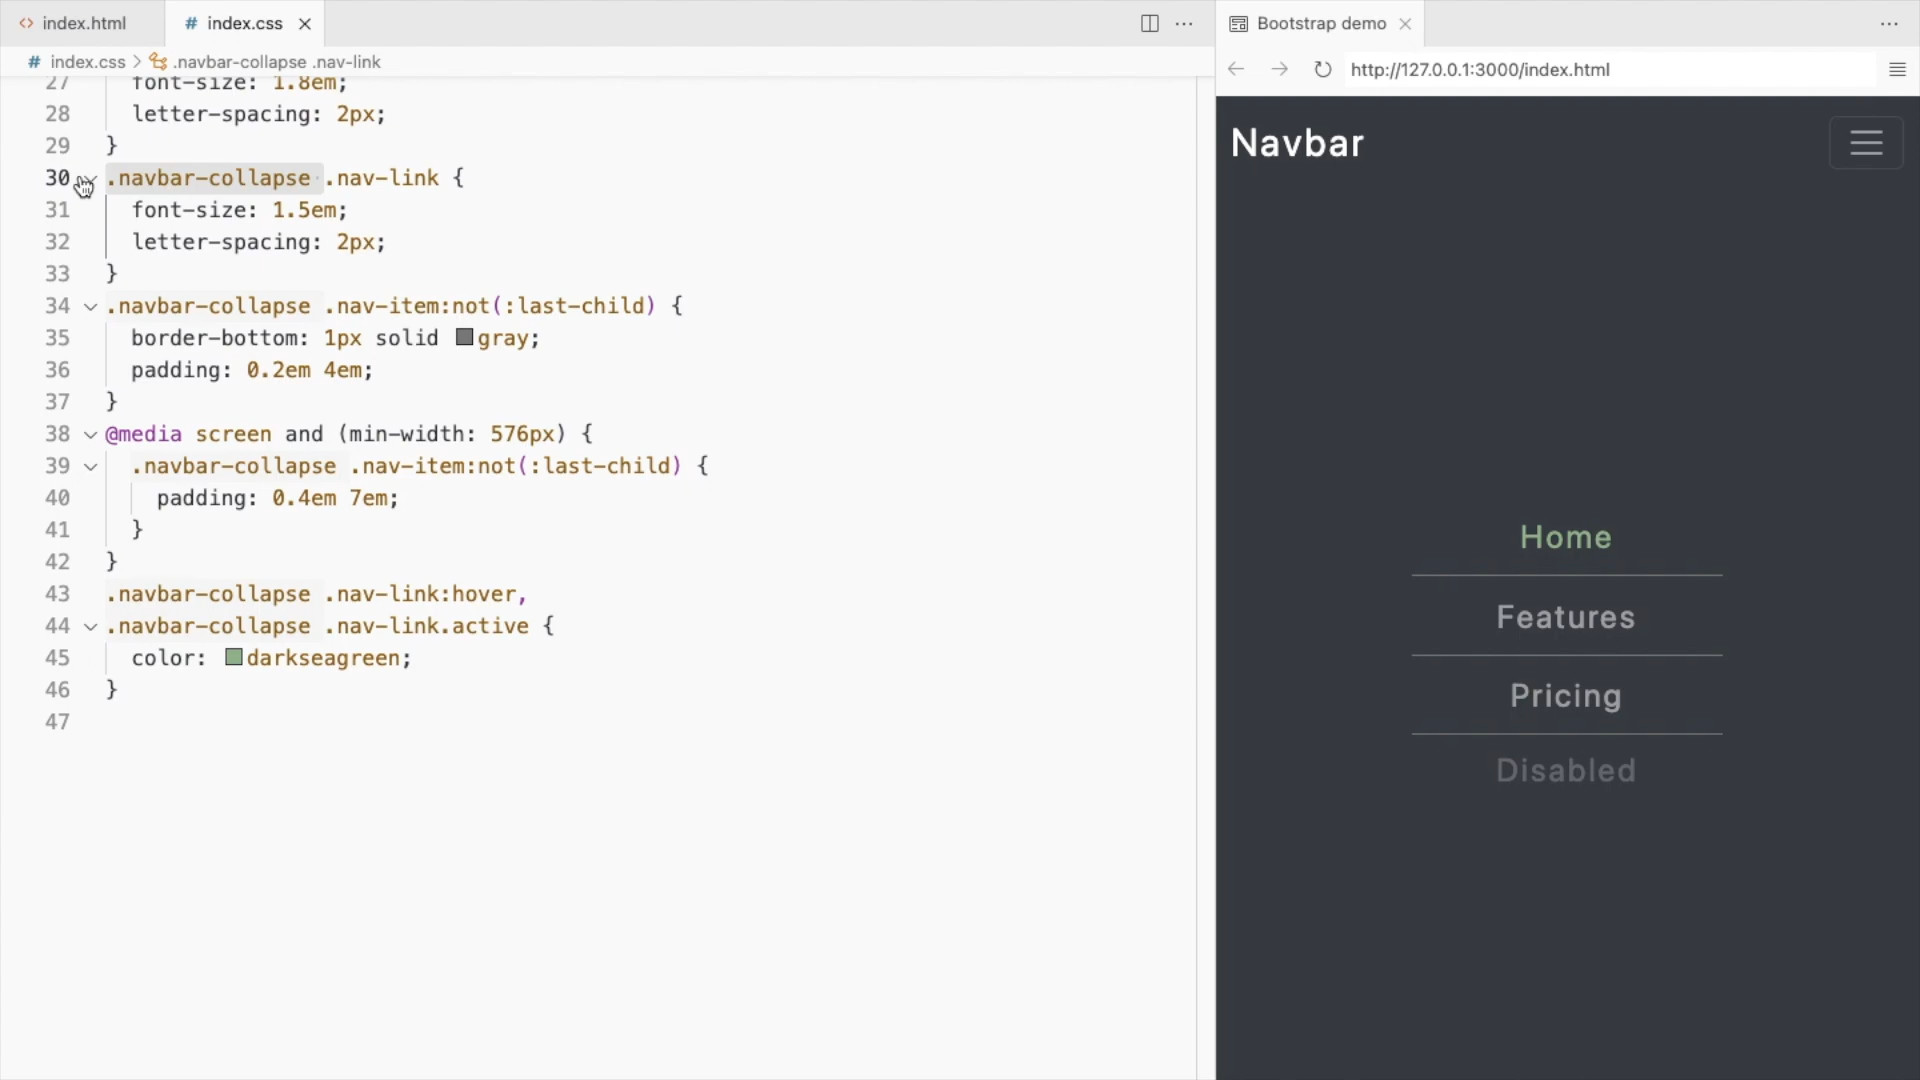 index.html
index.css
index.css > .navbar-collapse .nav-link
27 font-size: 1.8em;
28 letter-spacing: 2px;
29 }
30 .navbar-collapse .nav-link {
31 font-size: 1.5em;
32 letter-spacing: 2px;
33 }
34 .navbar-collapse .nav-item:not(:last-child) {
35 border-bottom: 1px solid gray;
36 padding: 0.2em 4em;
37 }
38 @media screen and (min-width: 576px) {
39 .navbar-collapse .nav-item:not(:last-child) {
40 padding: 0.4em 7em;
41 }
42 }
43 .navbar-collapse .nav-link:hover,
44 .navbar-collapse .nav-link.active {
45 color: darkseagreen;
46 }
47
Bootstrap demo
http://127.0.0.1:3000/index.html
Navbar
Home
Features
Pricing
Disabled